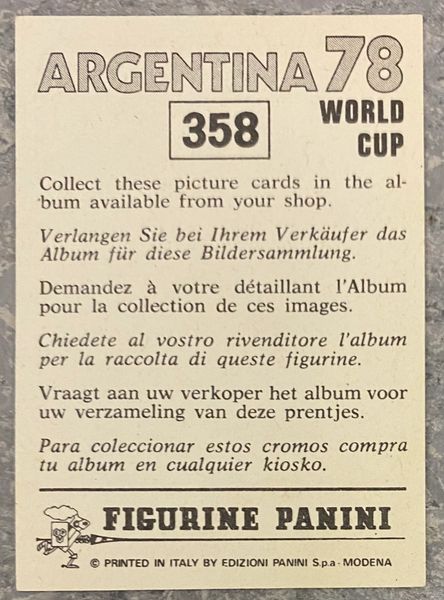 ARGENTINA 78
358
WORLD
CUP
Collect these picture cards in the al-
bum available from your shop.
Verlangen Sie bei Ihrem Verkäufer das
Album für diese Bildersammlung.
Demandez à votre détaillant l'Album
pour la collection de ces images.
Chiedete al vostro rivenditore l'album
per la raccolta di queste figurine.
Vraagt aan uw verkoper het album voor
uw verzameling van deze prentjes.
Para coleccionar estos cromos compra
tu album en cualquier kiosko.
FIGURINE PANINI
© PRINTED IN ITALY BY EDIZIONI PANINI S.p.a - MODENA